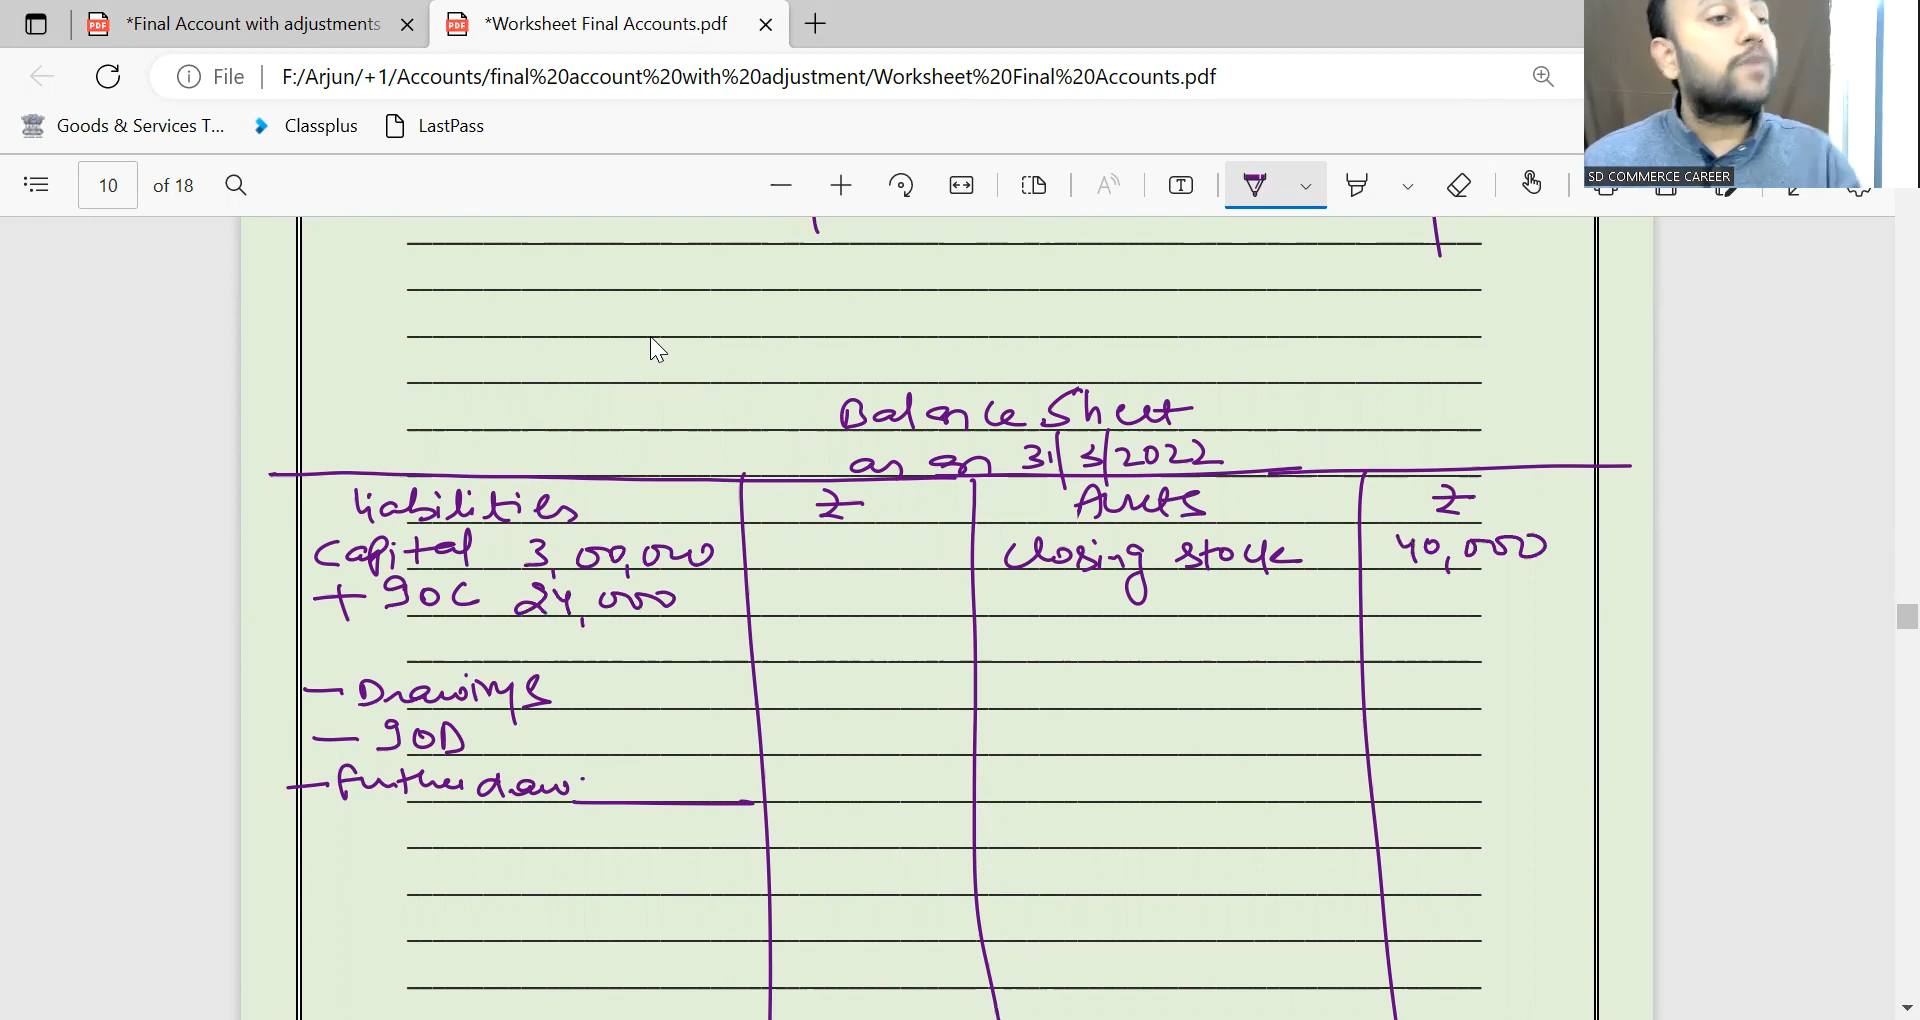 *Final Account with adjustments
*Worksheet Final Accounts.pdf
File
F:/Arjun/+1/Accounts/final%20account%20with%20adjustment/Worksheet%20Final%20Accounts.pdf
Goods & Services T...
Classplus
LastPass
10 of 18
SD COMMERCE CAREER
Balance Sheet
as on 31/3/2022
Liabilities ₹ Assets ₹
Capital 3,00,000 Closing stock 40,000
+ IOC 24,000
- Drawings
- IOD
- Further draw.